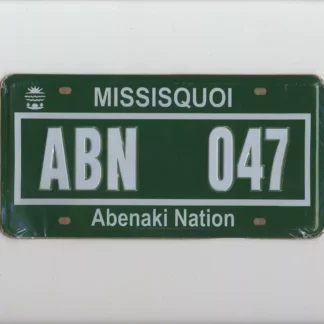 MISSISQUOI
ABN 047
Abenaki Nation